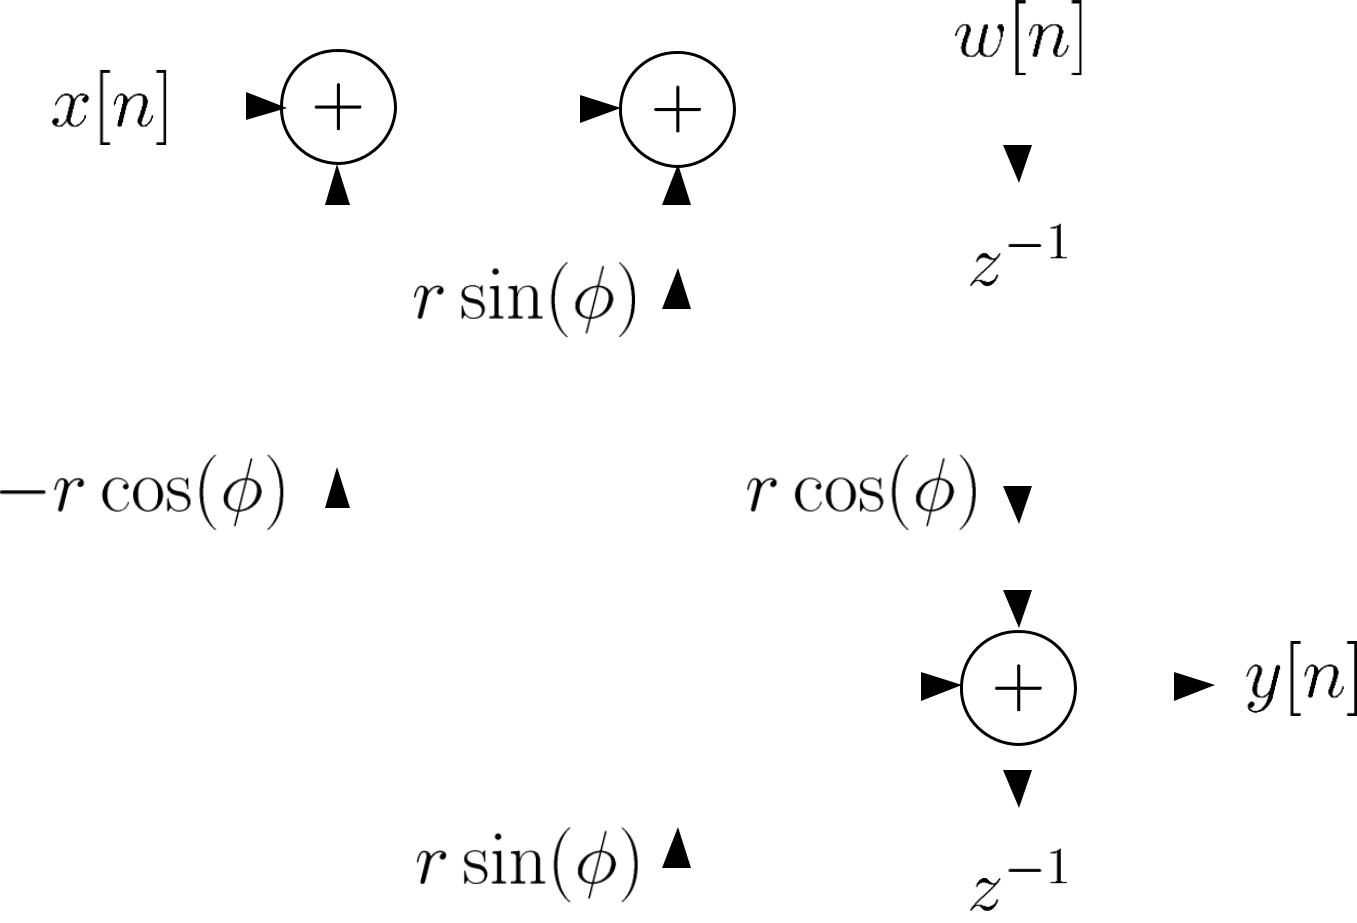 w[n]
x[n] + +
z⁻¹
r sin(ϕ)
−r cos(ϕ) r cos(ϕ)
+ y[n]
r sin(ϕ) z⁻¹